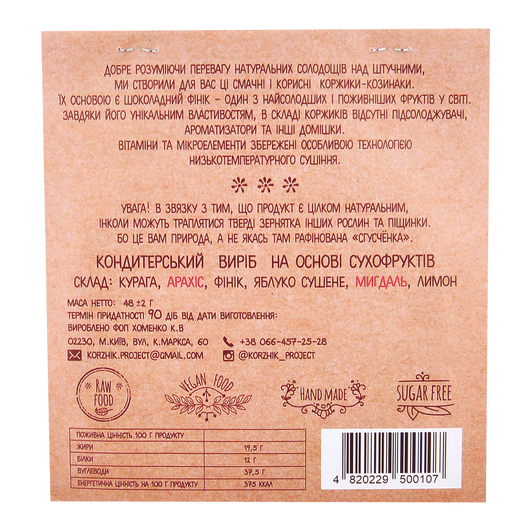 ДОБРЕ РОЗУМІЮЧИ ПЕРЕВАГУ НАТУРАЛЬНИХ СОЛОДОЩІВ НАД ШТУЧНИМИ,
МИ СТВОРИЛИ ДЛЯ ВАС ЦІ СМАЧНІ І КОРИСНІ КОРЖИКИ-КОЗИНАКИ.
ЇХ ОСНОВОЮ Є ШОКОЛАДНИЙ ФІНІК - ОДИН З НАЙСОЛОДШИХ І ПОЖИВНІШИХ ФРУКТІВ У СВІТІ.
ЗАВДЯКИ ЙОГО УНІКАЛЬНИМ ВЛАСТИВОСТЯМ, В СКЛАДІ КОРЖИКІВ ВІДСУТНІ ПІДСОЛОДЖУВАЧІ,
АРОМАТИЗАТОРИ ТА ІНШІ ДОМІШКИ.
ВІТАМІНИ ТА МІКРОЕЛЕМЕНТИ ЗБЕРЕЖЕНІ ОСОБЛИВОЮ ТЕХНОЛОГІЄЮ
НИЗЬКОТЕМПЕРАТУРНОГО СУШІННЯ.
* * *
УВАГА! В ЗВЯЗКУ З ТИМ, ЩО ПРОДУКТ Є ЦІЛКОМ НАТУРАЛЬНИМ,
ІНКОЛИ МОЖУТЬ ТРАПЛЯТИСЯ ТВЕРДІ ЗЕРНЯТКА ІНШИХ РОСЛИН ТА ПІЩИНКИ.
БО ЦЕ ВАМ ПРИРОДА, А НЕ ЯКАСЬ ТАМ РАФІНОВАНА «СГУСЧЁНКА».
КОНДИТЕРСЬКИЙ ВИРІБ НА ОСНОВІ СУХОФРУКТІВ
СКЛАД: КУРАГА, АРАХІС, ФІНІК, ЯБЛУКО СУШЕНЕ, МИГДАЛЬ, ЛИМОН
МАСА НЕТТО: 48 ±2 Г
ТЕРМІН ПРИДАТНОСТІ 90 ДІБ ВІД ДАТИ ВИГОТОВЛЕННЯ:
ВИРОБЛЕНО ФОП ХОМЕНКО К.В
02230, М.КИЇВ, ВУЛ. К.МАРКСА, 60
+38 066-457-25-28
KORZHIK.PROJECT@GMAIL.COM
@KORZHIK_PROJECT
RAW FOOD
VEGAN FOOD
HAND MADE
SUGAR FREE
ПОЖИВНА ЦІННІСТЬ 100 Г ПРОДУКТУ
ЖИРИ 19,5 Г
БІЛКИ 12 Г
ВУГЛЕВОДИ 37,5 Г
ЕНЕРГЕТИЧНА ЦІННІСТЬ НА 100 Г ПРОДУКТУ 375 ККАЛ
4 820229 500107